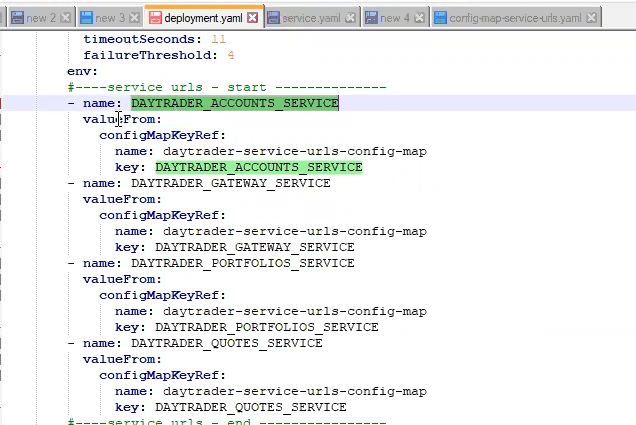 new 2 new 3 deployment.yaml service.yaml new 4 config-map-service-urls.yaml
timeoutSeconds: 11
failureThreshold: 4
env:
#----service urls - start --------------
- name: DAYTRADER_ACCOUNTS_SERVICE
valueFrom:
configMapKeyRef:
name: daytrader-service-urls-config-map
key: DAYTRADER_ACCOUNTS_SERVICE
- name: DAYTRADER_GATEWAY_SERVICE
valueFrom:
configMapKeyRef:
name: daytrader-service-urls-config-map
key: DAYTRADER_GATEWAY_SERVICE
- name: DAYTRADER_PORTFOLIOS_SERVICE
valueFrom:
configMapKeyRef:
name: daytrader-service-urls-config-map
key: DAYTRADER_PORTFOLIOS_SERVICE
- name: DAYTRADER_QUOTES_SERVICE
valueFrom:
configMapKeyRef:
name: daytrader-service-urls-config-map
key: DAYTRADER_QUOTES_SERVICE
#----service urls - end ----------------